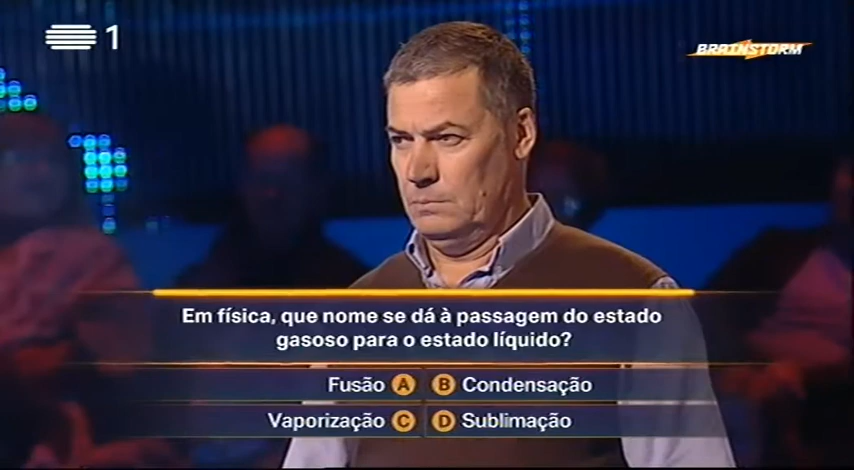 1
BRAINSTORM
Em física, que nome se dá à passagem do estado
gasoso para o estado líquido?
Fusão A B Condensação
Vaporização C D Sublimação